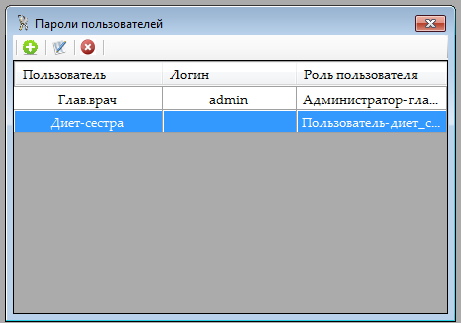 Пароли пользователей
Пользователь Логин Роль пользователя
Глав.врач admin Администратор-гла...
Диет-сестра Пользователь-диет_с...